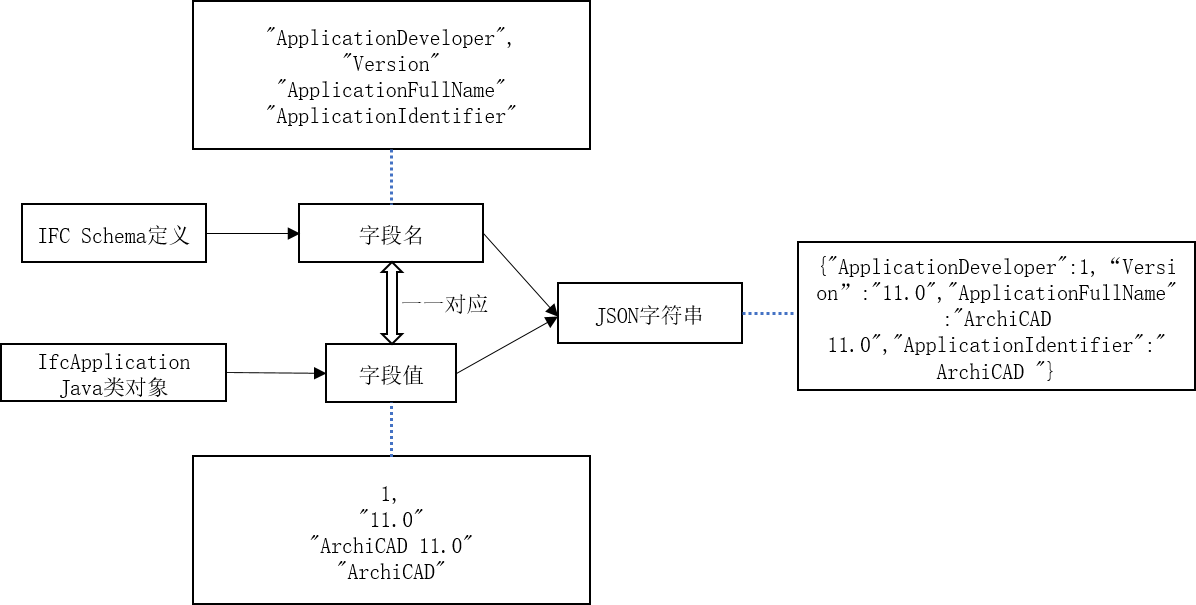 "ApplicationDeveloper",
"Version"
"ApplicationFullName"
"ApplicationIdentifier"
IFC Schema定义
字段名
一一对应
IfcApplication
Java类对象
字段值
JSON字符串
{"ApplicationDeveloper":1,“Versi
on”:"11.0","ApplicationFullName"
:"ArchiCAD
11.0","ApplicationIdentifier":"
ArchiCAD "}
1,
"11.0"
"ArchiCAD 11.0"
"ArchiCAD"